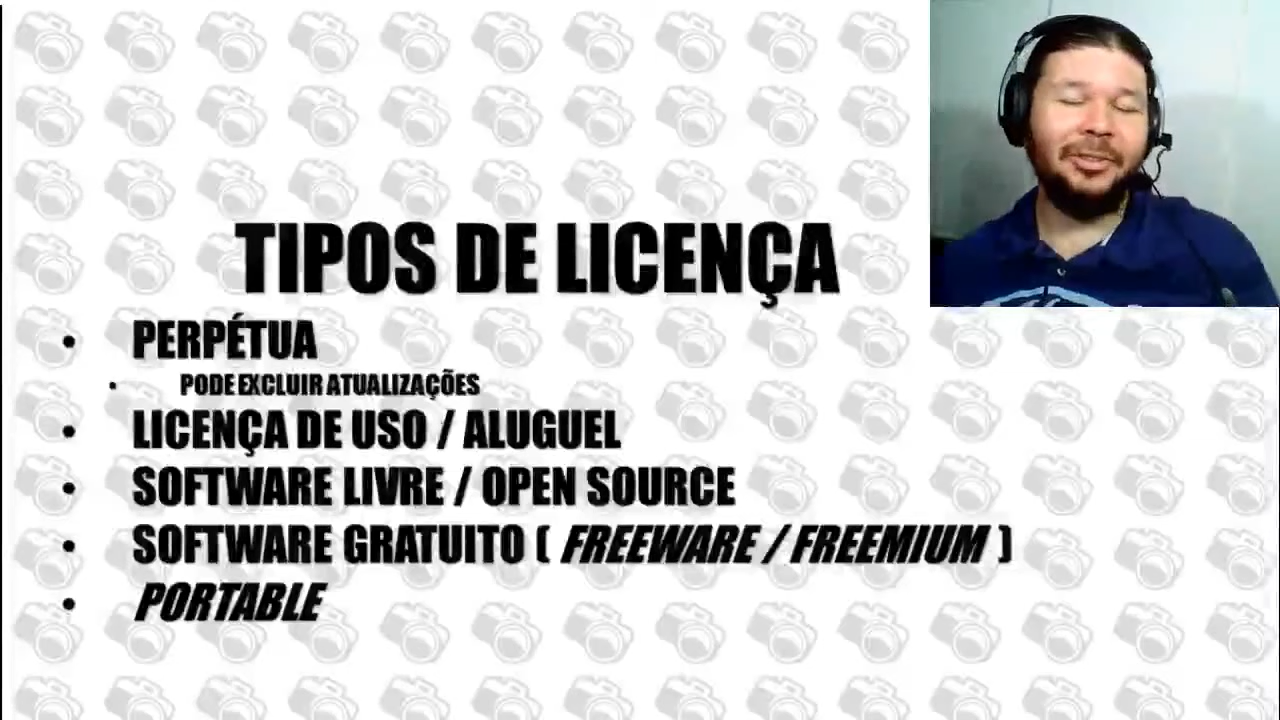 TIPOS DE LICENÇA
• PERPÉTUA
• PODE EXCLUIR ATUALIZAÇÕES
• LICENÇA DE USO / ALUGUEL
• SOFTWARE LIVRE / OPEN SOURCE
• SOFTWARE GRATUITO ( FREEWARE / FREEMIUM )
• PORTABLE